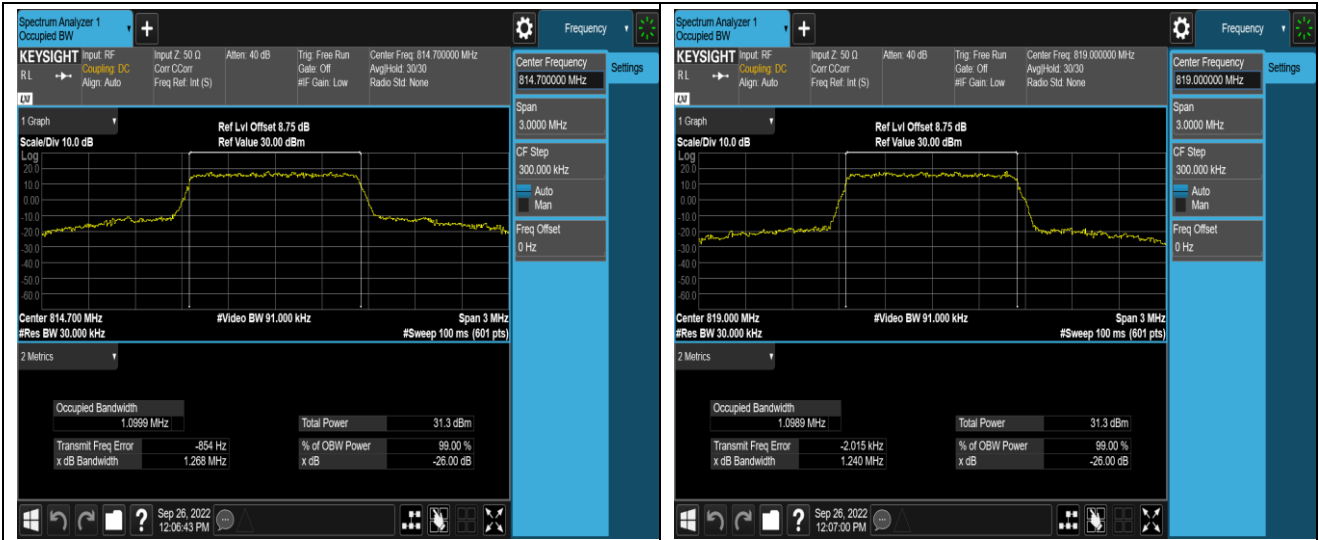 Spectrum Analyzer 1
Occupied BW
+
Frequency
KEYSIGHT
RL
LXI
Input: RF
Coupling: DC
Align: Auto
Input Z: 50 Ω
Corr CCorr
Freq Ref: Int (S)
Atten: 40 dB
Trig: Free Run
Gate: Off
#IF Gain: Low
Center Freq: 814.700000 MHz
Avg|Hold: 30/30
Radio Std: None
Center Frequency
814.700000 MHz
Settings
Span
3.0000 MHz
CF Step
300.000 kHz
Auto
Man
Freq Offset
0 Hz
1 Graph
Scale/Div 10.0 dB
Ref Lvl Offset 8.75 dB
Ref Value 30.00 dBm
Log
20.0
10.0
0.00
-10.0
-20.0
-30.0
-40.0
-50.0
-60.0
Center 814.700 MHz
#Video BW 91.000 kHz
Span 3 MHz
#Res BW 30.000 kHz
#Sweep 100 ms (601 pts)
2 Metrics
Occupied Bandwidth
1.0999 MHz
Total Power 31.3 dBm
Transmit Freq Error -854 Hz
% of OBW Power 99.00 %
x dB Bandwidth 1.268 MHz
x dB -26.00 dB
?
Sep 26, 2022
12:06:43 PM
Spectrum Analyzer 1
Occupied BW
+
Frequency
KEYSIGHT
RL
LXI
Input: RF
Coupling: DC
Align: Auto
Input Z: 50 Ω
Corr CCorr
Freq Ref: Int (S)
Atten: 40 dB
Trig: Free Run
Gate: Off
#IF Gain: Low
Center Freq: 819.000000 MHz
Avg|Hold: 30/30
Radio Std: None
Center Frequency
819.000000 MHz
Settings
Span
3.0000 MHz
CF Step
300.000 kHz
Auto
Man
Freq Offset
0 Hz
1 Graph
Scale/Div 10.0 dB
Ref Lvl Offset 8.75 dB
Ref Value 30.00 dBm
Log
20.0
10.0
0.00
-10.0
-20.0
-30.0
-40.0
-50.0
-60.0
Center 819.000 MHz
#Video BW 91.000 kHz
Span 3 MHz
#Res BW 30.000 kHz
#Sweep 100 ms (601 pts)
2 Metrics
Occupied Bandwidth
1.0989 MHz
Total Power 31.3 dBm
Transmit Freq Error -2.015 kHz
% of OBW Power 99.00 %
x dB Bandwidth 1.240 MHz
x dB -26.00 dB
?
Sep 26, 2022
12:07:00 PM